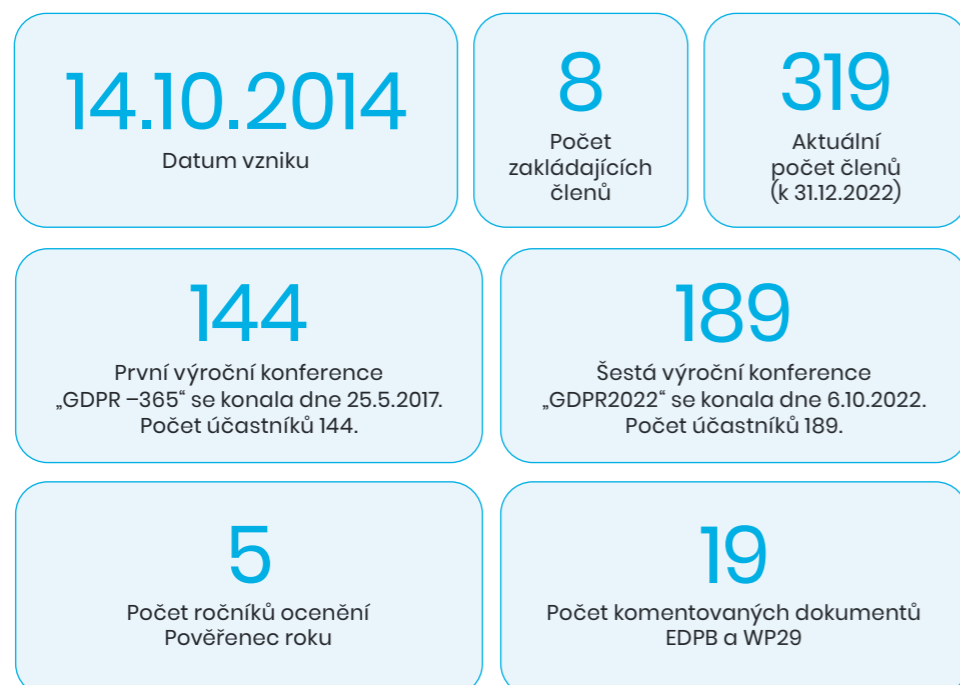 14.10.2014
Datum vzniku
8
Počet
zakládajících
členů
319
Aktuální
počet členů
(k 31.12.2022)
144
První výroční konference
„GDPR –365“ se konala dne 25.5.2017.
Počet účastníků 144.
189
Šestá výroční konference
„GDPR2022“ se konala dne 6.10.2022.
Počet účastníků 189.
5
Počet ročníků ocenění
Pověřenec roku
19
Počet komentovaných dokumentů
EDPB a WP29